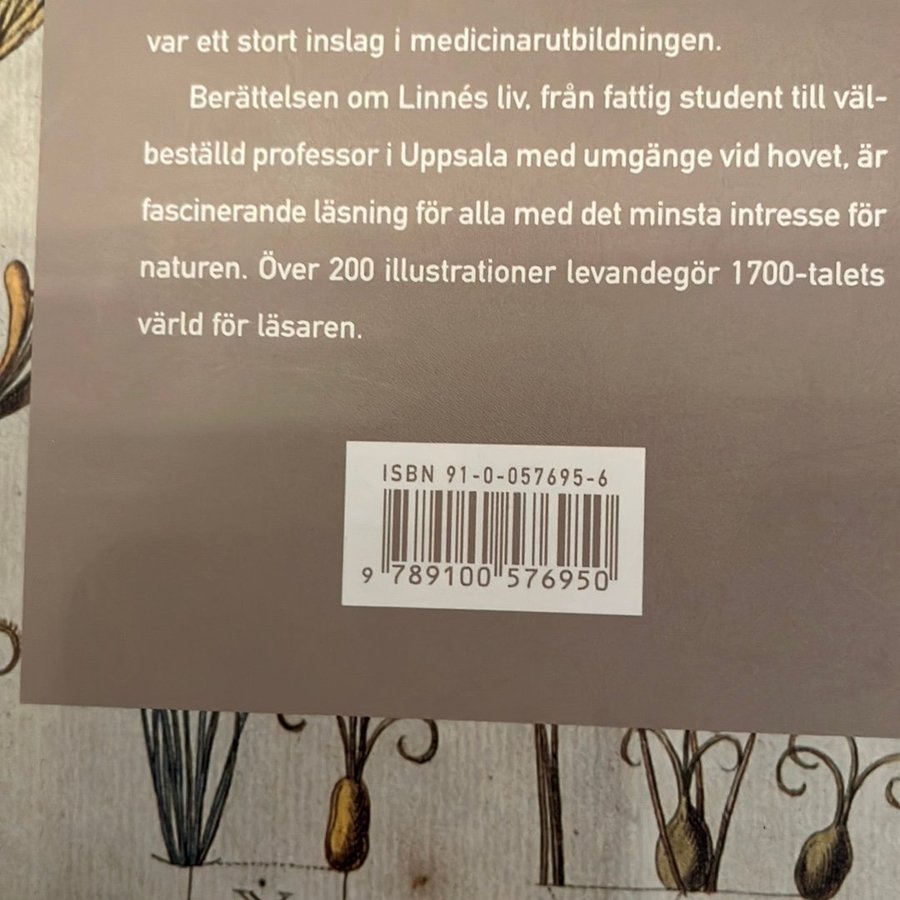 var ett stort inslag i medicinarutbildningen.
Berättelsen om Linnés liv, från fattig student till väl-
beställd professor i Uppsala med umgänge vid hovet, är
fascinerande läsning för alla med det minsta intresse för
naturen. Över 200 illustrationer levandegör 1700-talets
värld för läsaren.
ISBN 91-0-057695-6
9 789100 576950